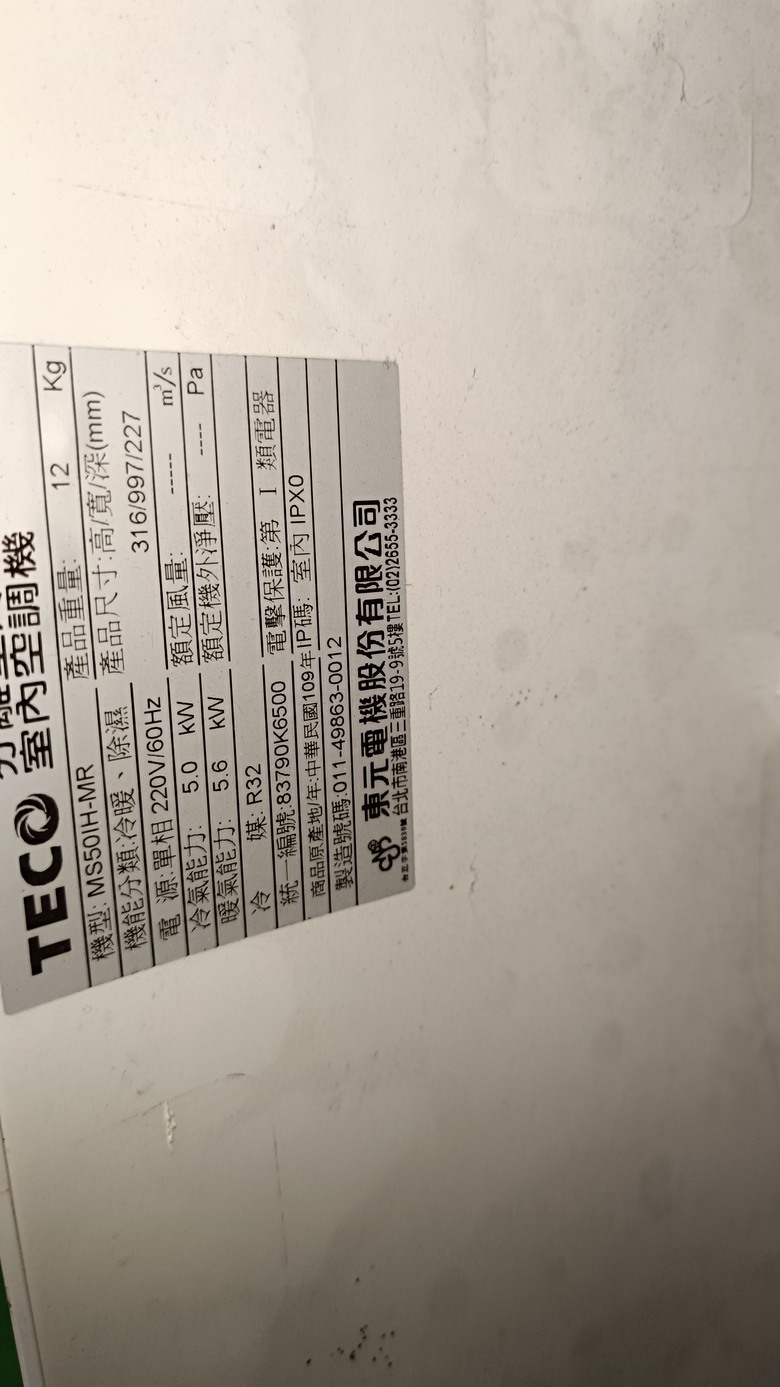 TECO 分離式
室內空調機
機型: MS50IH-MR 產品重量: 12 Kg
機能分類:冷暖、除濕 產品尺寸:高/寬/深(mm)
316/997/227
電 源:單相 220V/60Hz
冷氣能力: 5.0 kW 額定風量: ----- m³/s
暖氣能力: 5.6 kW 額定機外淨壓: ---- Pa
冷 媒: R32
統一編號:83790K6500 電擊保護:第 I 類電器
商品原產地/年:中華民國109年 IP碼: 室內 IPX0
製造號碼:011-49863-0012
東元電機股份有限公司
台北市南港區三重路19-9號5樓 TEL:(02)2655-3333